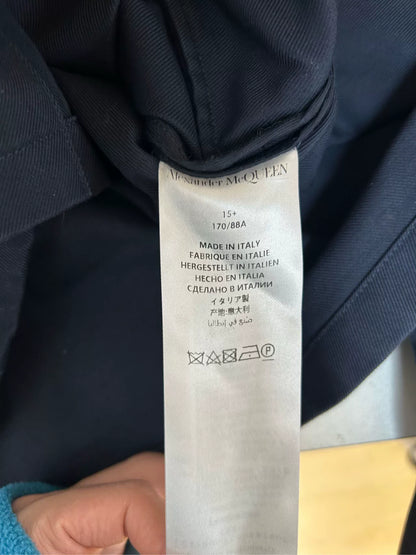 Alexander McQUEEN
15+
170/88A
MADE IN ITALY
FABRIQUE EN ITALIE
HERGESTELLT IN ITALIEN
HECHO EN ITALIA
СДЕЛАНО В ИТАЛИИ
イタリア製
产地:意大利
صنع في إيطاليا
P